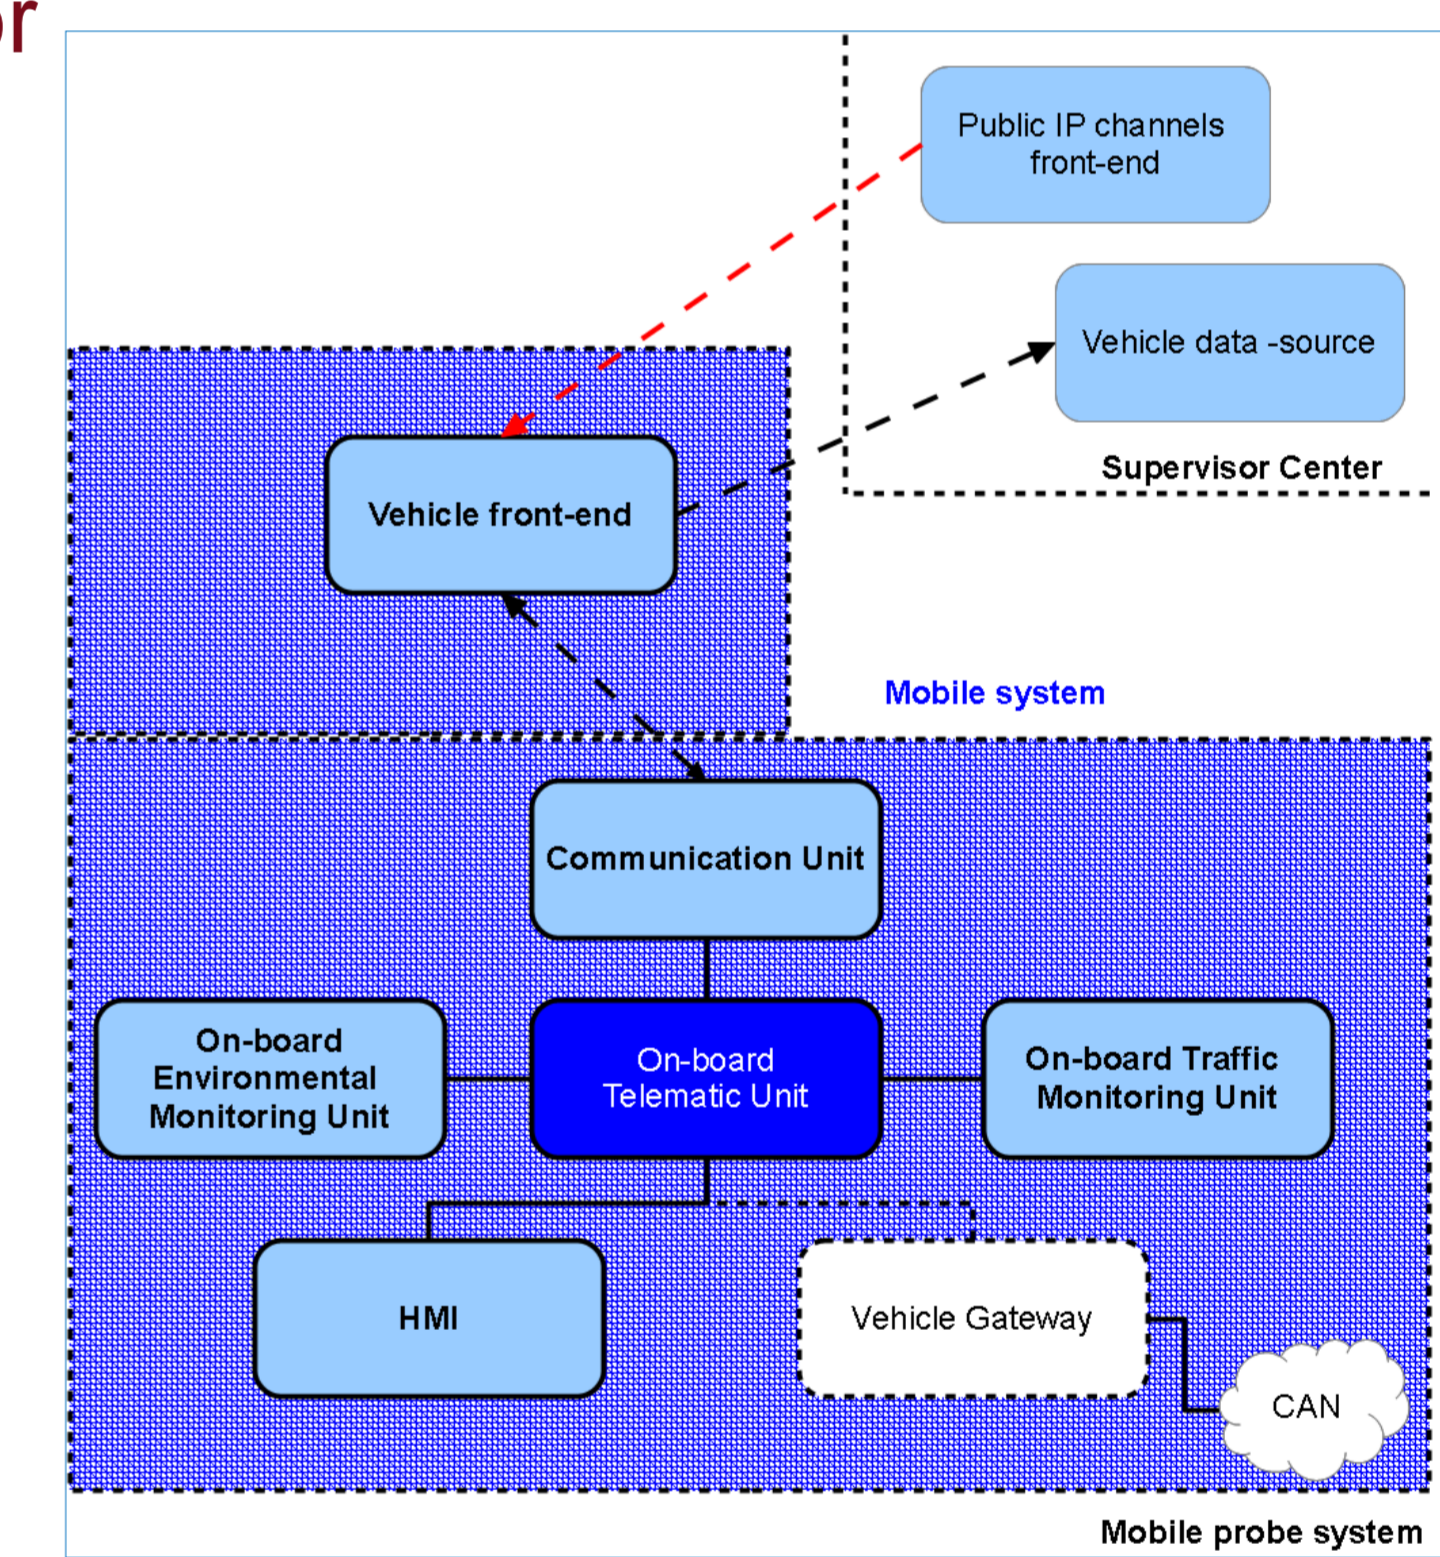 or
Public IP channels
front-end
Vehicle data -source
Supervisor Center
Vehicle front-end
Mobile system
Communication Unit
On-board
Environmental
Monitoring Unit
On-board
Telematic Unit
On-board Traffic
Monitoring Unit
HMI
Vehicle Gateway
CAN
Mobile probe system